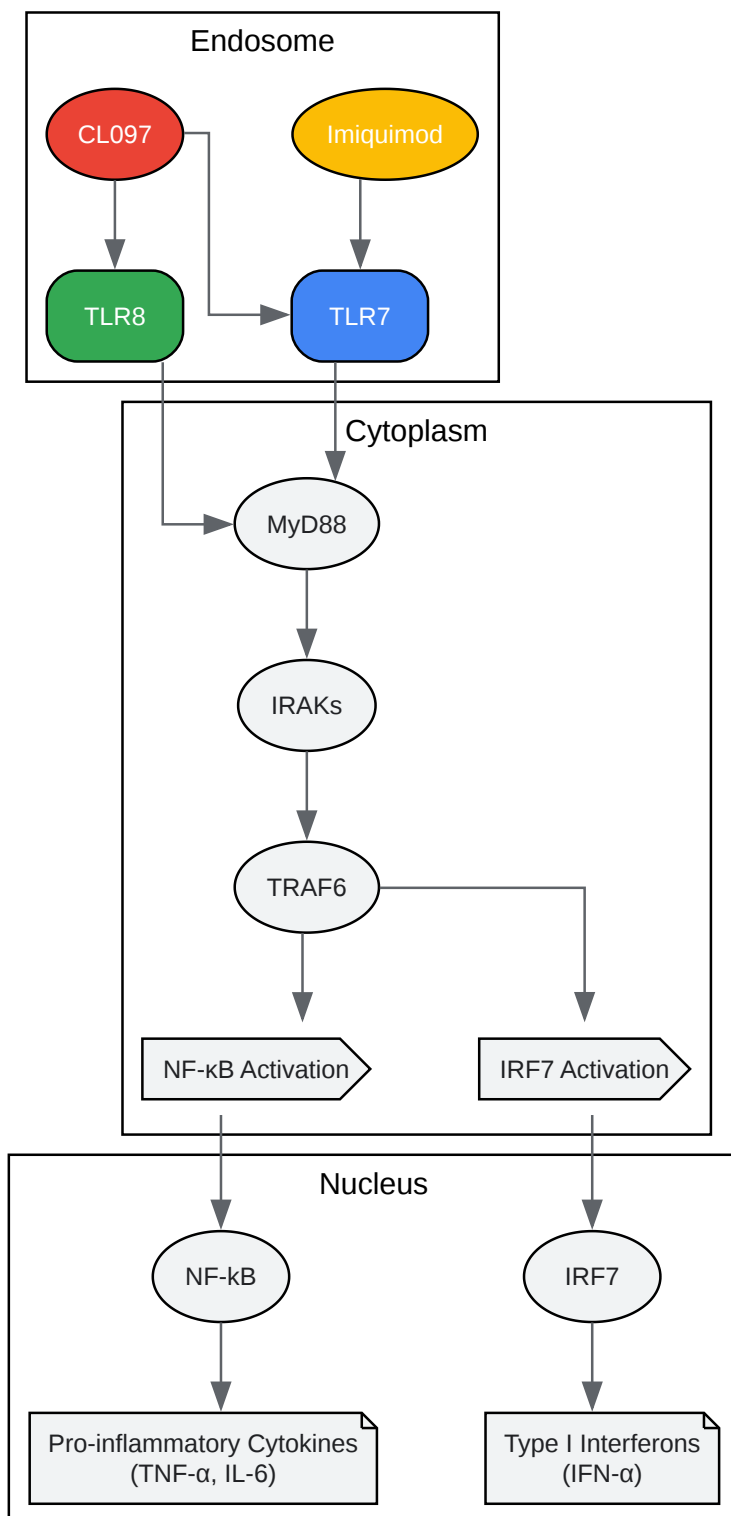 Endosome
CL097
Imiquimod
TLR8
TLR7
Cytoplasm
MyD88
IRAKs
TRAF6
NF-κB Activation
IRF7 Activation
Nucleus
NF-kB
IRF7
Pro-inflammatory Cytokines
(TNF-α, IL-6)
Type I Interferons
(IFN-α)